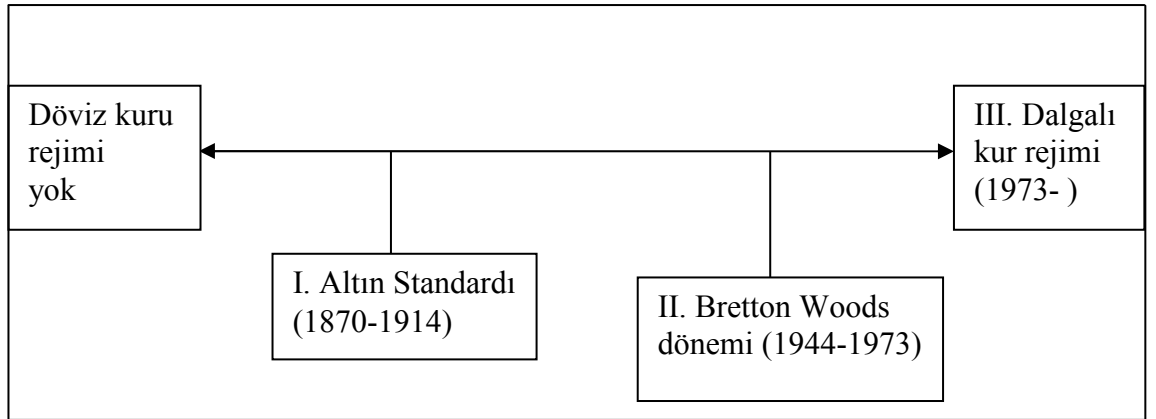 Döviz kuru
rejimi
yok
I. Altın Standardı
(1870-1914)
II. Bretton Woods
dönemi (1944-1973)
III. Dalgalı
kur rejimi
(1973- )